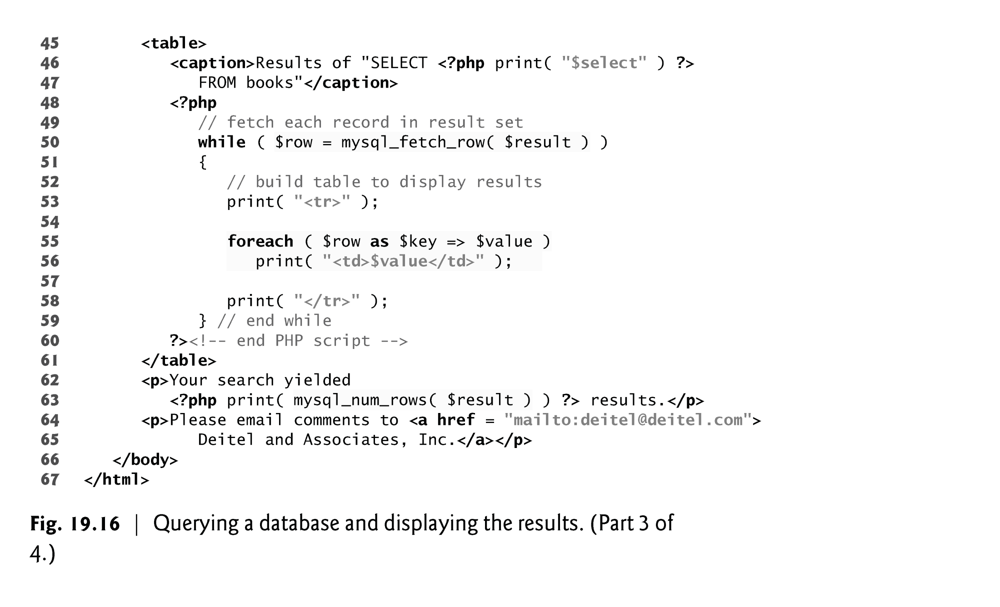 45 <table>
46 <caption>Results of "SELECT <?php print( "$select" ) ?>
47 FROM books"</caption>
48 <?php
49 // fetch each record in result set
50 while ( $row = mysql_fetch_row( $result ) )
51 {
52 // build table to display results
53 print( "<tr>" );
54
55 foreach ( $row as $key => $value )
56 print( "<td>$value</td>" );
57
58 print( "</tr>" );
59 } // end while
60 ?><!-- end PHP script -->
61 </table>
62 <p>Your search yielded
63 <?php print( mysql_num_rows( $result ) ) ?> results.</p>
64 <p>Please email comments to <a href = "mailto:deitel@deitel.com">
65 Deitel and Associates, Inc.</a></p>
66 </body>
67 </html>
Fig. 19.16 | Querying a database and displaying the results. (Part 3 of
4.)